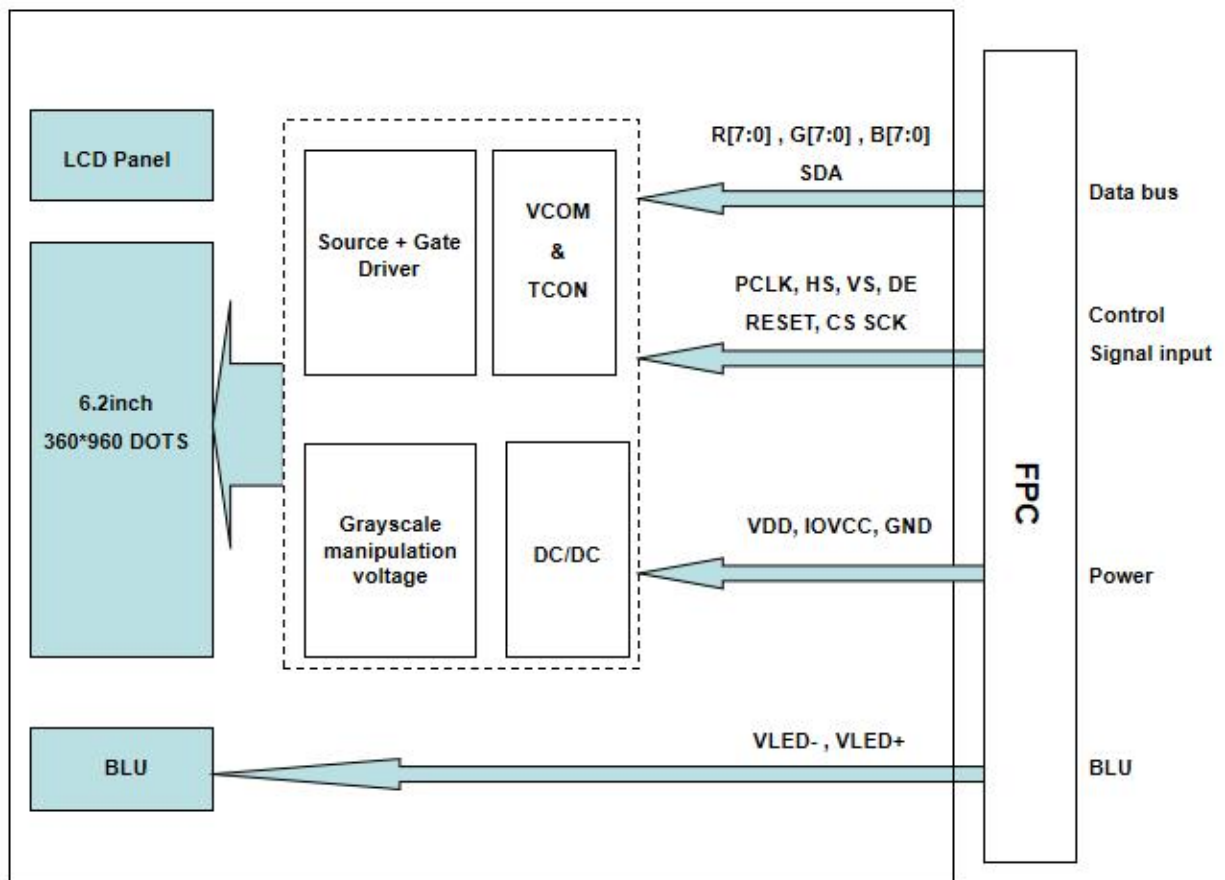 LCD Panel
6.2inch
360*960 DOTS
BLU
Source + Gate
Driver
VCOM
&
TCON
Grayscale
manipulation
voltage
DC/DC
R[7:0] , G[7:0] , B[7:0]
SDA
PCLK, HS, VS, DE
RESET, CS SCK
VDD, IOVCC, GND
VLED- , VLED+
FPC
Data bus
Control
Signal input
Power
BLU